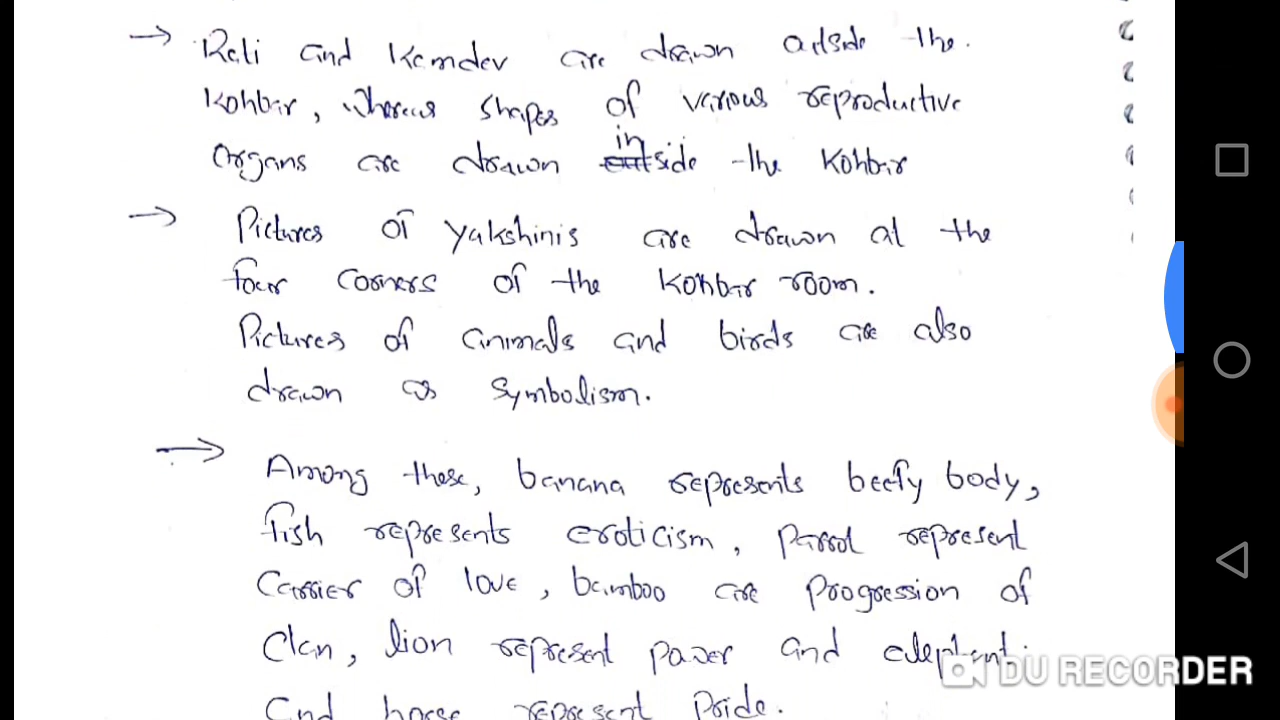 → Rati and Kamdev are drawn outside the.
Kohbar, whereas shapes of various reproductive
organs are drawn inside the Kohbar
→ Pictures of Yakshinis are drawn at the
four corners of the Kohbar room.
Pictures of animals and birds are also
drawn as symbolism.
→ Among these, banana represents beefy body,
fish represents eroticism, parrot represent
carrier of love, bamboo are progression of
clan, lion represent power and elephant
and horse represent pride.
DU RECORDER